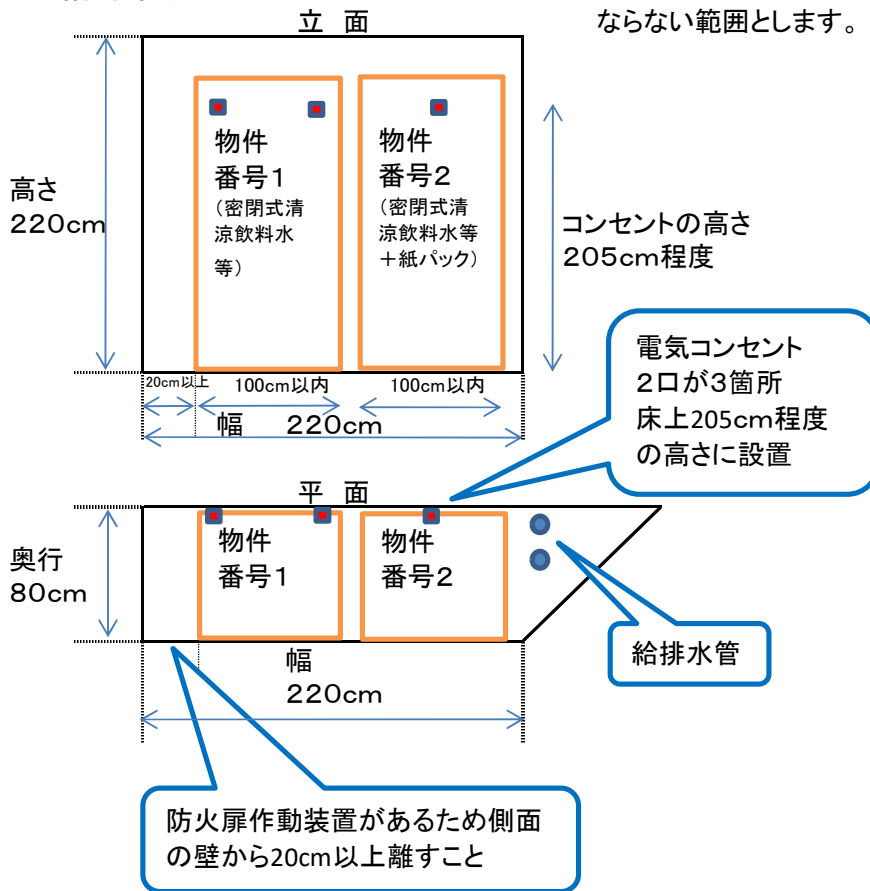 立　面
ならない範囲とします。
高さ
220cm
物件
番号1
（密閉式清
涼飲料水
等）
物件
番号2
（密閉式清
涼飲料水等
＋紙パック）
コンセントの高さ
205cm程度
20cm以上
100cm以内
100cm以内
幅　220cm
電気コンセント
2口が3箇所
床上205cm程度
の高さに設置
平　面
奥行
80cm
物件
番号1
物件
番号2
給排水管
幅
220cm
防火扉作動装置があるため側面
の壁から20cm以上離すこと